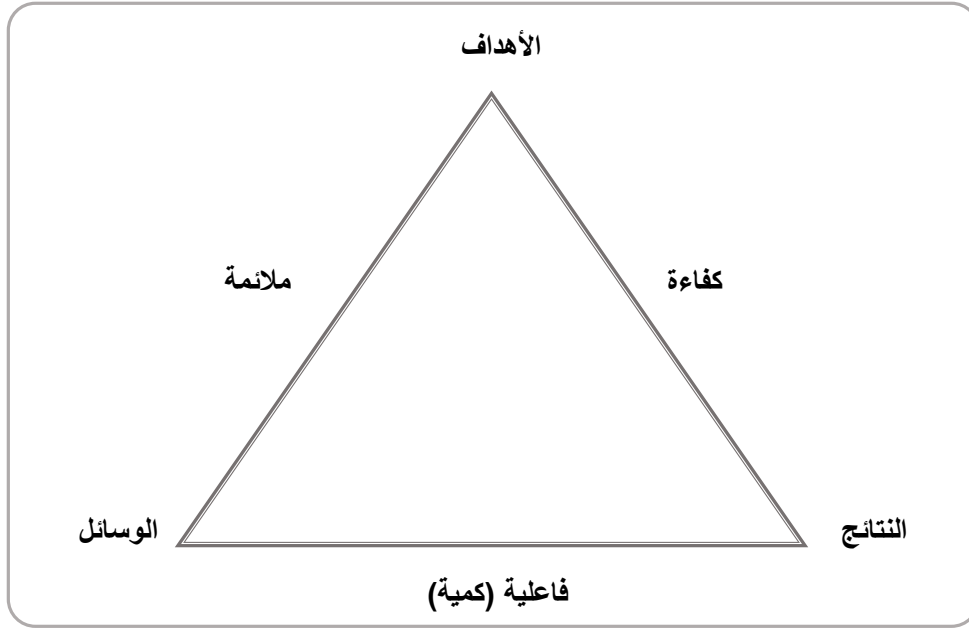 الأهداف
كفاءة
ملائمة
النتائج
الوسائل
فاعلية (كمية)